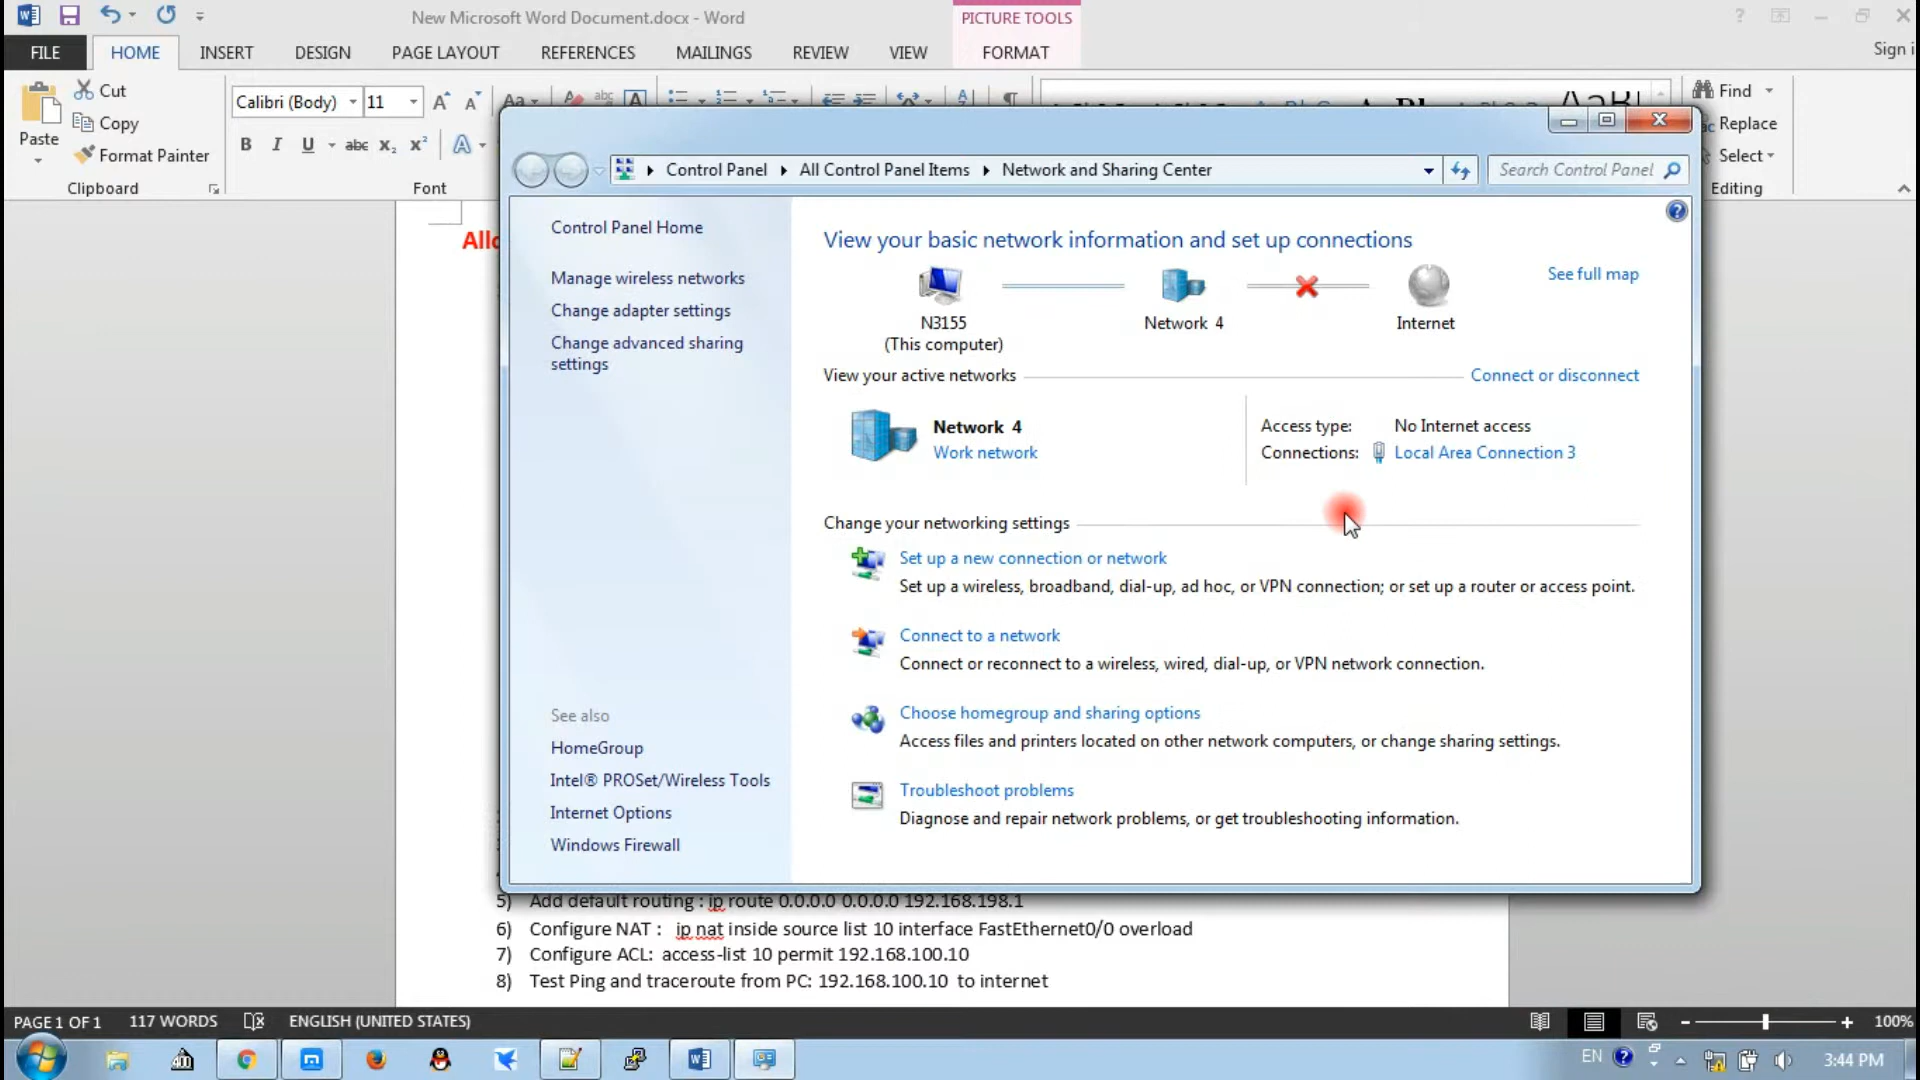 New Microsoft Word Document.docx - Word
PICTURE TOOLS
FILE
HOME
INSERT
DESIGN
PAGE LAYOUT
REFERENCES
MAILINGS
REVIEW
VIEW
FORMAT
Sign i
Cut
Copy
Format Painter
Paste
Clipboard
Calibri (Body)
11
Font
Find
Replace
Select
Editing
Control Panel
All Control Panel Items
Network and Sharing Center
Search Control Panel
Control Panel Home
Manage wireless networks
Change adapter settings
Change advanced sharing
settings
See also
HomeGroup
Intel® PROSet/Wireless Tools
Internet Options
Windows Firewall
View your basic network information and set up connections
See full map
N3155
(This computer)
Network 4
Internet
View your active networks
Connect or disconnect
Network 4
Work network
Access type: No Internet access
Connections: Local Area Connection 3
Change your networking settings
Set up a new connection or network
Set up a wireless, broadband, dial-up, ad hoc, or VPN connection; or set up a router or access point.
Connect to a network
Connect or reconnect to a wireless, wired, dial-up, or VPN network connection.
Choose homegroup and sharing options
Access files and printers located on other network computers, or change sharing settings.
Troubleshoot problems
Diagnose and repair network problems, or get troubleshooting information.
5) Add default routing : ip route 0.0.0.0 0.0.0.0 192.168.198.1
6) Configure NAT : ip nat inside source list 10 interface FastEthernet0/0 overload
7) Configure ACL: access-list 10 permit 192.168.100.10
8) Test Ping and traceroute from PC: 192.168.100.10 to internet
PAGE 1 OF 1
117 WORDS
ENGLISH (UNITED STATES)
100%
EN
3:44 PM